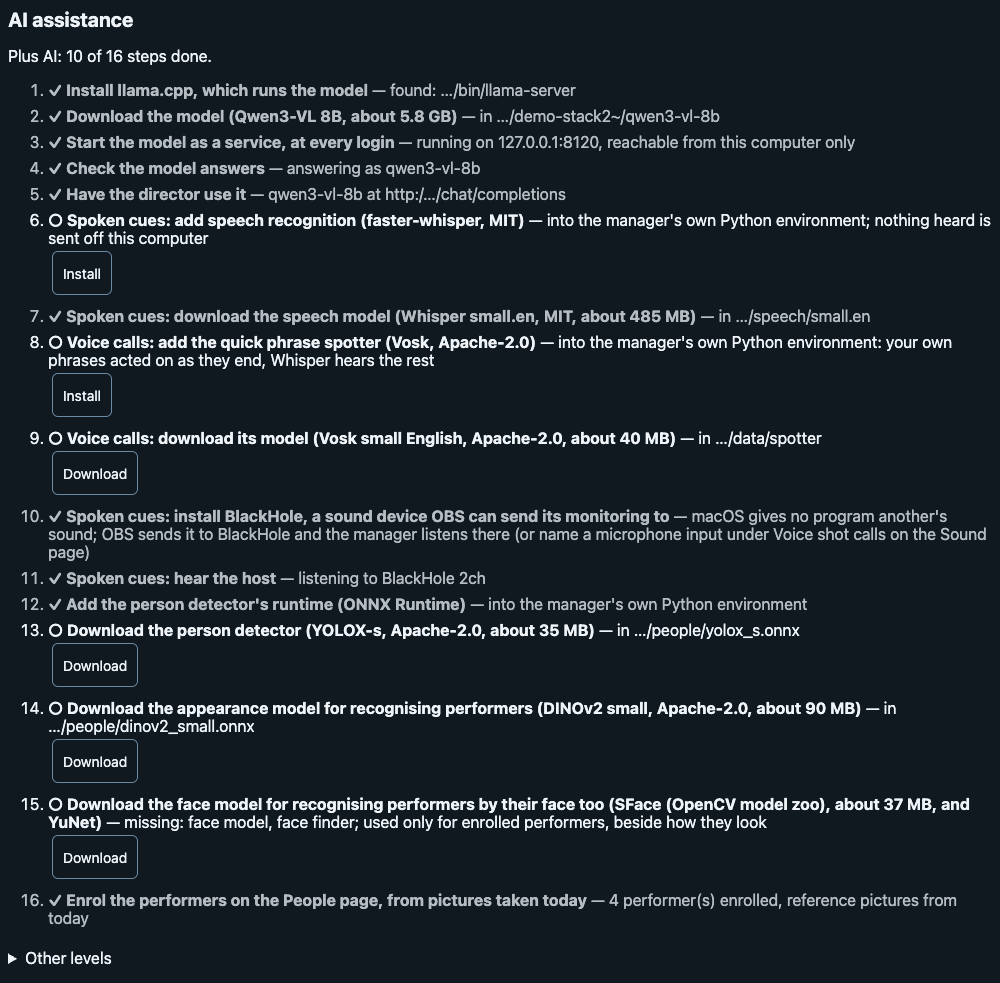 AI assistance
Plus AI: 10 of 16 steps done.
1. ✓ Install llama.cpp, which runs the model — found: .../bin/llama-server
2. ✓ Download the model (Qwen3-VL 8B, about 5.8 GB) — in .../demo-stack2~/qwen3-vl-8b
3. ✓ Start the model as a service, at every login — running on 127.0.0.1:8120, reachable from this computer only
4. ✓ Check the model answers — answering as qwen3-vl-8b
5. ✓ Have the director use it — qwen3-vl-8b at http:/.../chat/completions
6. O Spoken cues: add speech recognition (faster-whisper, MIT) — into the manager's own Python environment; nothing heard is
sent off this computer
Install
7. ✓ Spoken cues: download the speech model (Whisper small.en, MIT, about 485 MB) — in .../speech/small.en
8. O Voice calls: add the quick phrase spotter (Vosk, Apache-2.0) — into the manager's own Python environment: your own
phrases acted on as they end, Whisper hears the rest
Install
9. O Voice calls: download its model (Vosk small English, Apache-2.0, about 40 MB) — in .../data/spotter
Download
10. ✓ Spoken cues: install BlackHole, a sound device OBS can send its monitoring to — macOS gives no program another's
sound; OBS sends it to BlackHole and the manager listens there (or name a microphone input under Voice shot calls on the Sound
page)
11. ✓ Spoken cues: hear the host — listening to BlackHole 2ch
12. ✓ Add the person detector's runtime (ONNX Runtime) — into the manager's own Python environment
13. O Download the person detector (YOLOX-s, Apache-2.0, about 35 MB) — in .../people/yolox_s.onnx
Download
14. O Download the appearance model for recognising performers (DINOv2 small, Apache-2.0, about 90 MB) — in
.../people/dinov2_small.onnx
Download
15. O Download the face model for recognising performers by their face too (SFace (OpenCV model zoo), about 37 MB, and
YuNet) — missing: face model, face finder; used only for enrolled performers, beside how they look
Download
16. ✓ Enrol the performers on the People page, from pictures taken today — 4 performer(s) enrolled, reference pictures from
today
▶ Other levels